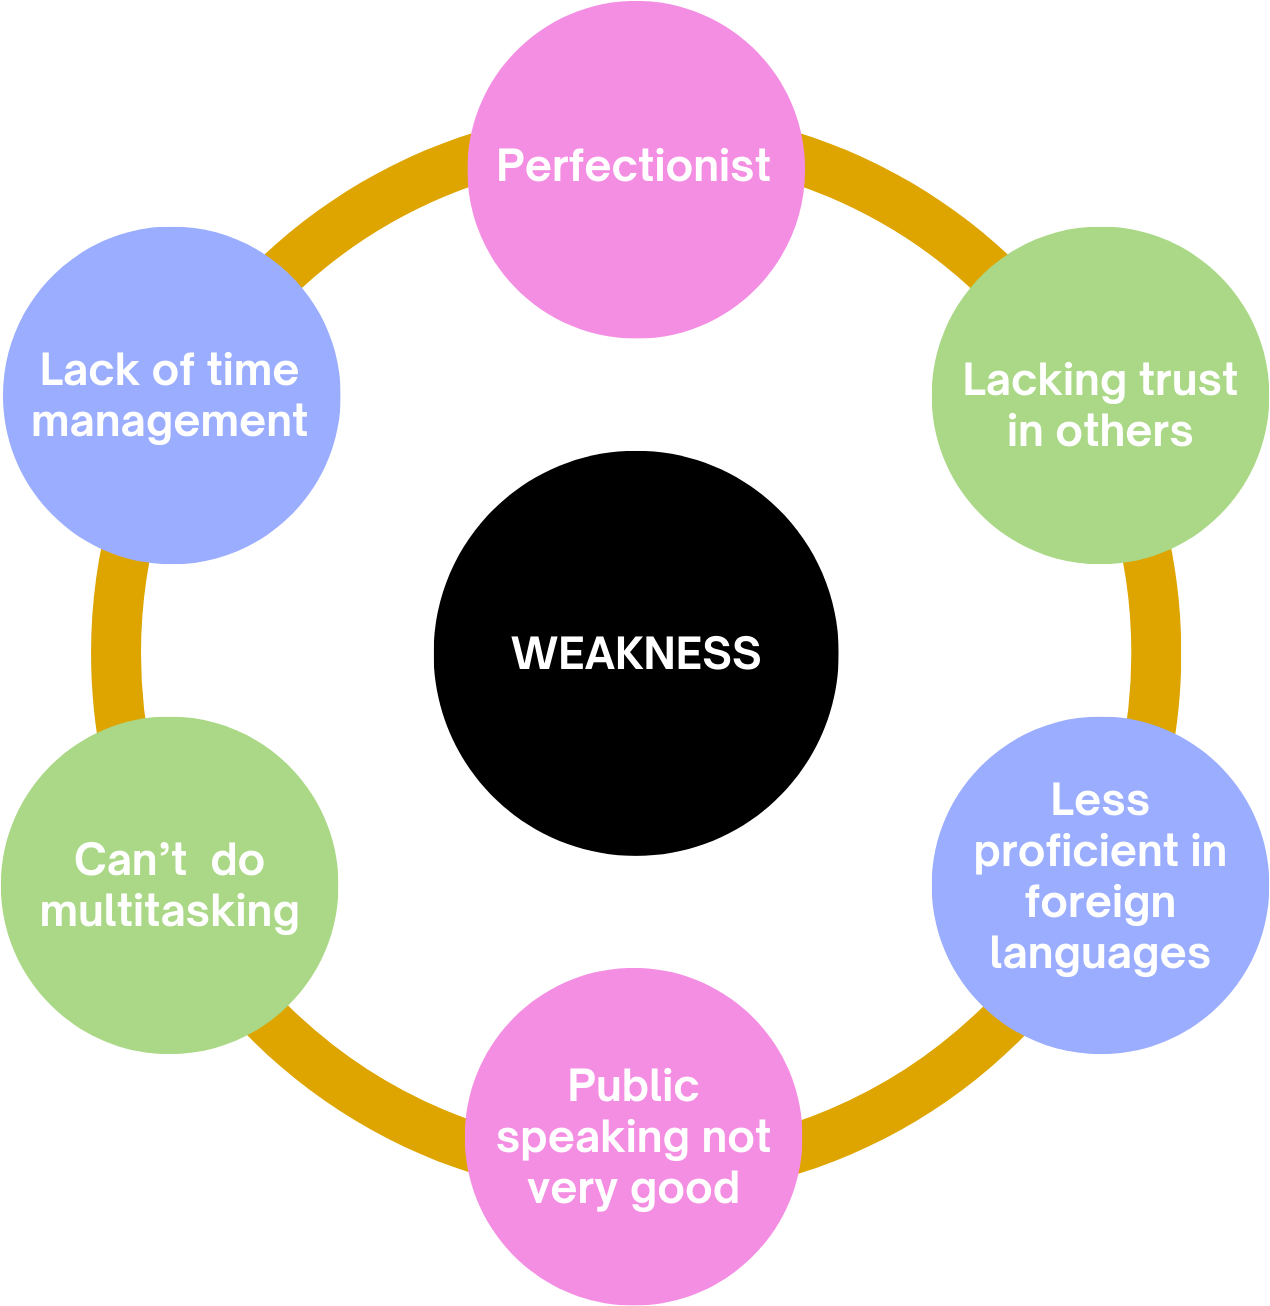 Perfectionist
Lack of time
management
Lacking trust
in others
WEAKNESS
Can’t  do
multitasking
Less
proficient in
foreign
languages
Public
speaking not
very good